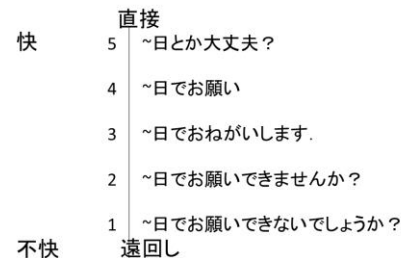 直接
快 5 ~日とか大丈夫？
4 ~日でお願い
3 ~日でおねがいします.
2 ~日でお願いできませんか？
1 ~日でお願いできないでしょうか？
不快 遠回し